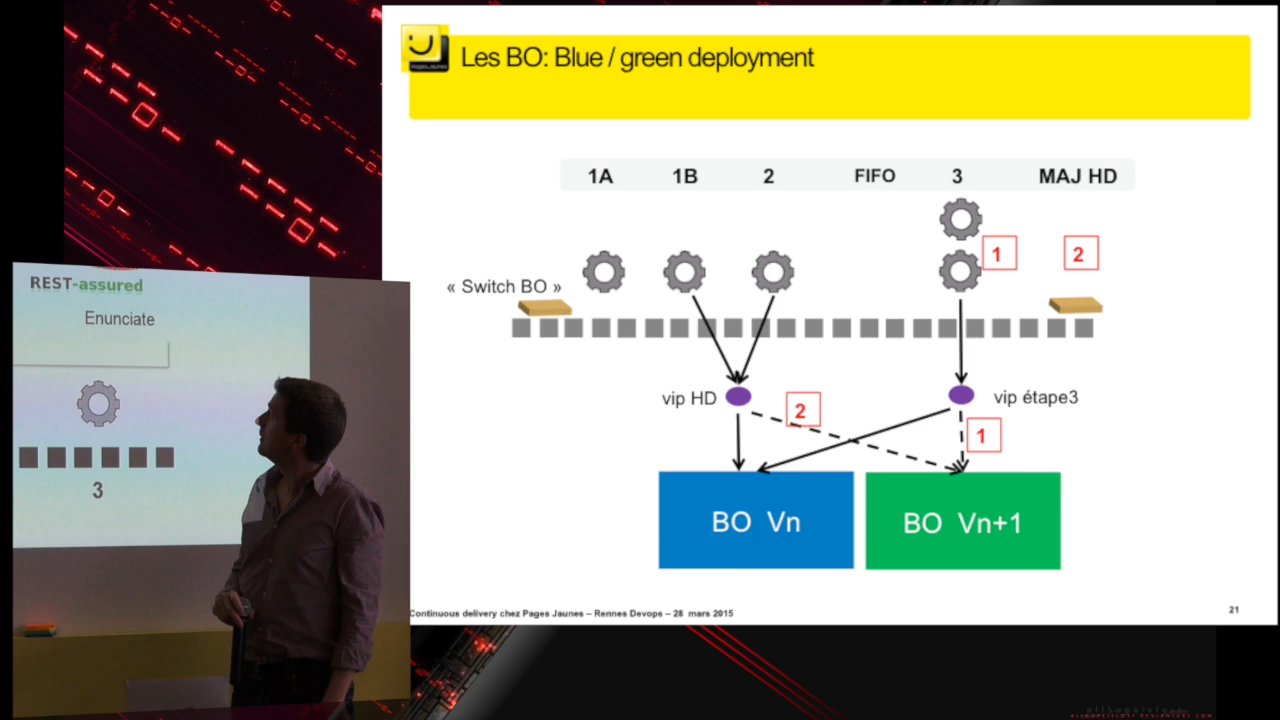 Les BO: Blue / green deployment
PagesJaunes
1A 1B 2 FIFO 3 MAJ HD
1
2
« Switch BO »
vip HD
2
vip étape3
1
BO Vn
BO Vn+1
Continuous delivery chez Pages Jaunes – Rennes Devops – 28 mars 2015
21
REST-assured
Enunciate
3